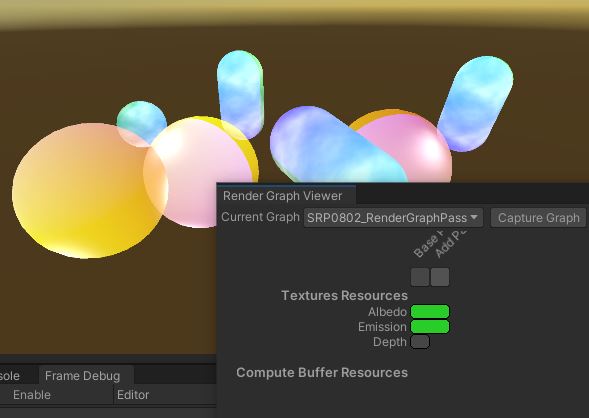 Render Graph Viewer
Current Graph SRP0802_RenderGraphPass Capture Graph
Base
Add Pa
Textures Resources
Albedo
Emission
Depth
Compute Buffer Resources
sole Frame Debug
Enable Editor